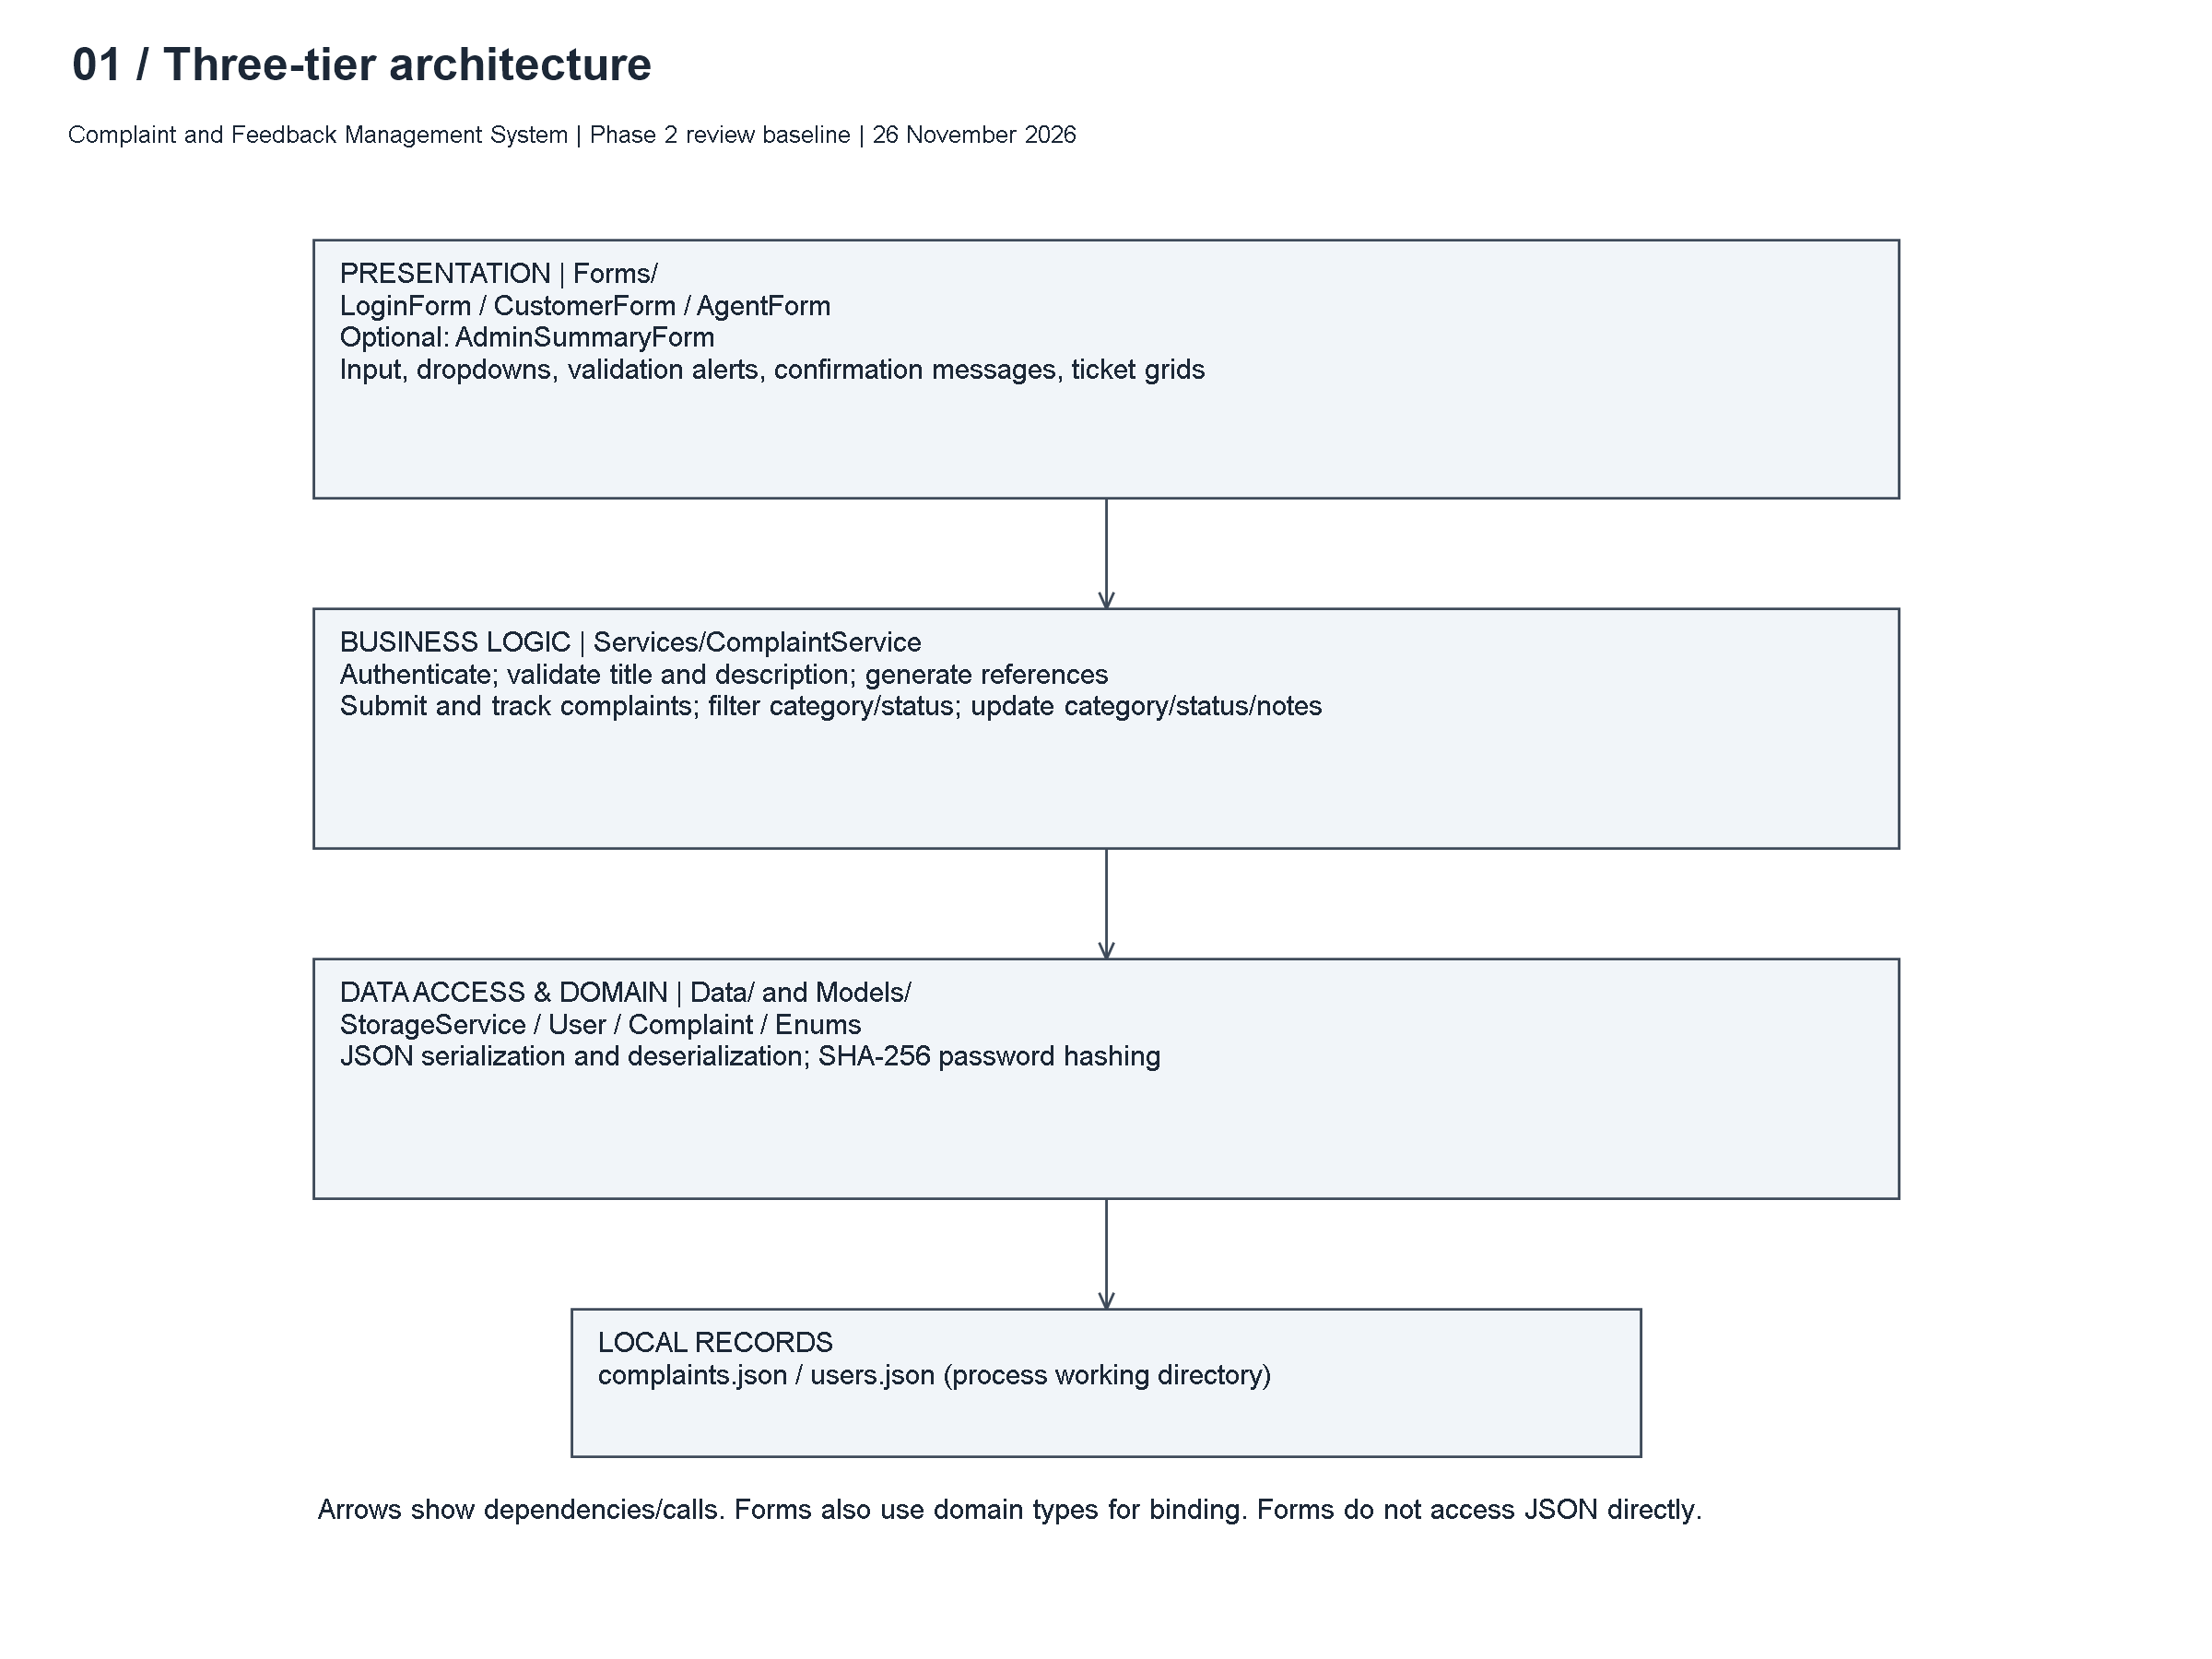 01 / Three-tier architecture
Complaint and Feedback Management System | Phase 2 review baseline | 26 November 2026
PRESENTATION | Forms/
LoginForm / CustomerForm / AgentForm
Optional: AdminSummaryForm
Input, dropdowns, validation alerts, confirmation messages, ticket grids
BUSINESS LOGIC | Services/ComplaintService
Authenticate; validate title and description; generate references
Submit and track complaints; filter category/status; update category/status/notes
DATA ACCESS & DOMAIN | Data/ and Models/
StorageService / User / Complaint / Enums
JSON serialization and deserialization; SHA-256 password hashing
LOCAL RECORDS
complaints.json / users.json (process working directory)
Arrows show dependencies/calls. Forms also use domain types for binding. Forms do not access JSON directly.